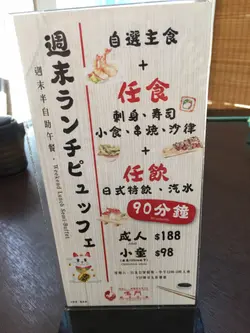 週末ランチビュッフェ
週末半自助午餐・Weekend Lunch Semi-Buffet
自選主食
+
任食
刺身、寿司
小食、串燒、沙律
+
任飲
日式特飲、汽水
90分鐘
成人 $188
小童 $98